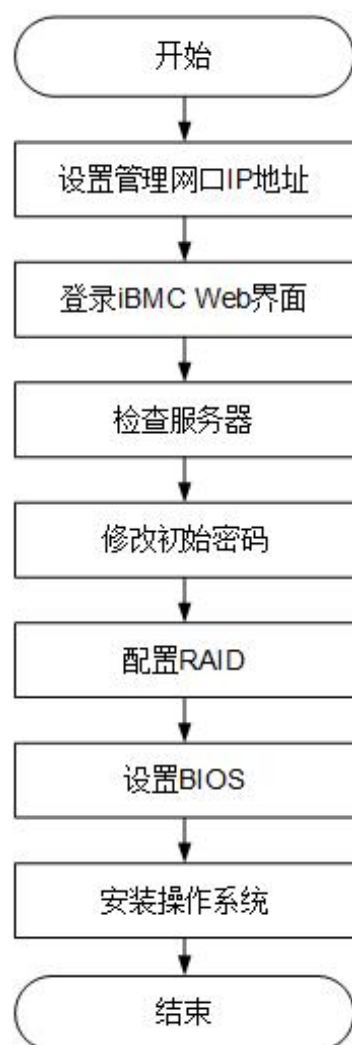 开始
设置管理网口IP地址
登录iBMC Web界面
检查服务器
修改初始密码
配置RAID
设置BIOS
安装操作系统
结束